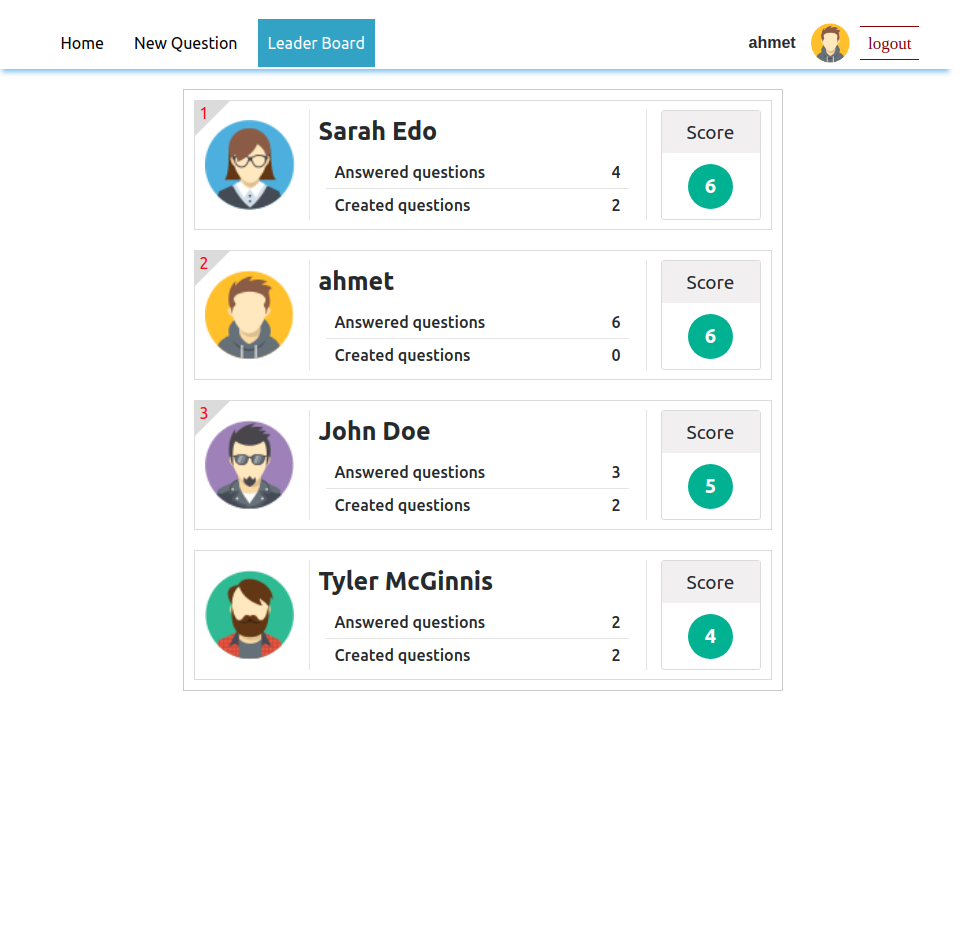 Home New Question Leader Board ahmet logout
1
Sarah Edo
Answered questions 4
Created questions 2
Score
6
2
ahmet
Answered questions 6
Created questions 0
Score
6
3
John Doe
Answered questions 3
Created questions 2
Score
5
Tyler McGinnis
Answered questions 2
Created questions 2
Score
4